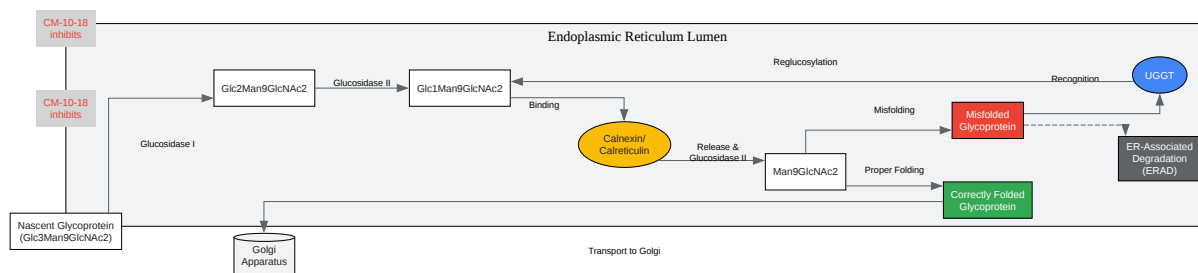 CM-10-18
inhibits
Endoplasmic Reticulum Lumen
Reglucosylation
UGGT
Recognition
Glc2Man9GlcNAc2
Glucosidase II
Glc1Man9GlcNAc2
CM-10-18
inhibits
Binding
Misfolding
Misfolded
Glycoprotein
Calnexin/
Calreticulin
Glucosidase I
Release &
Glucosidase II
ER-Associated
Degradation
(ERAD)
Man9GlcNAc2
Proper Folding
Correctly Folded
Glycoprotein
Nascent Glycoprotein
(Glc3Man9GlcNAc2)
Golgi
Apparatus
Transport to Golgi